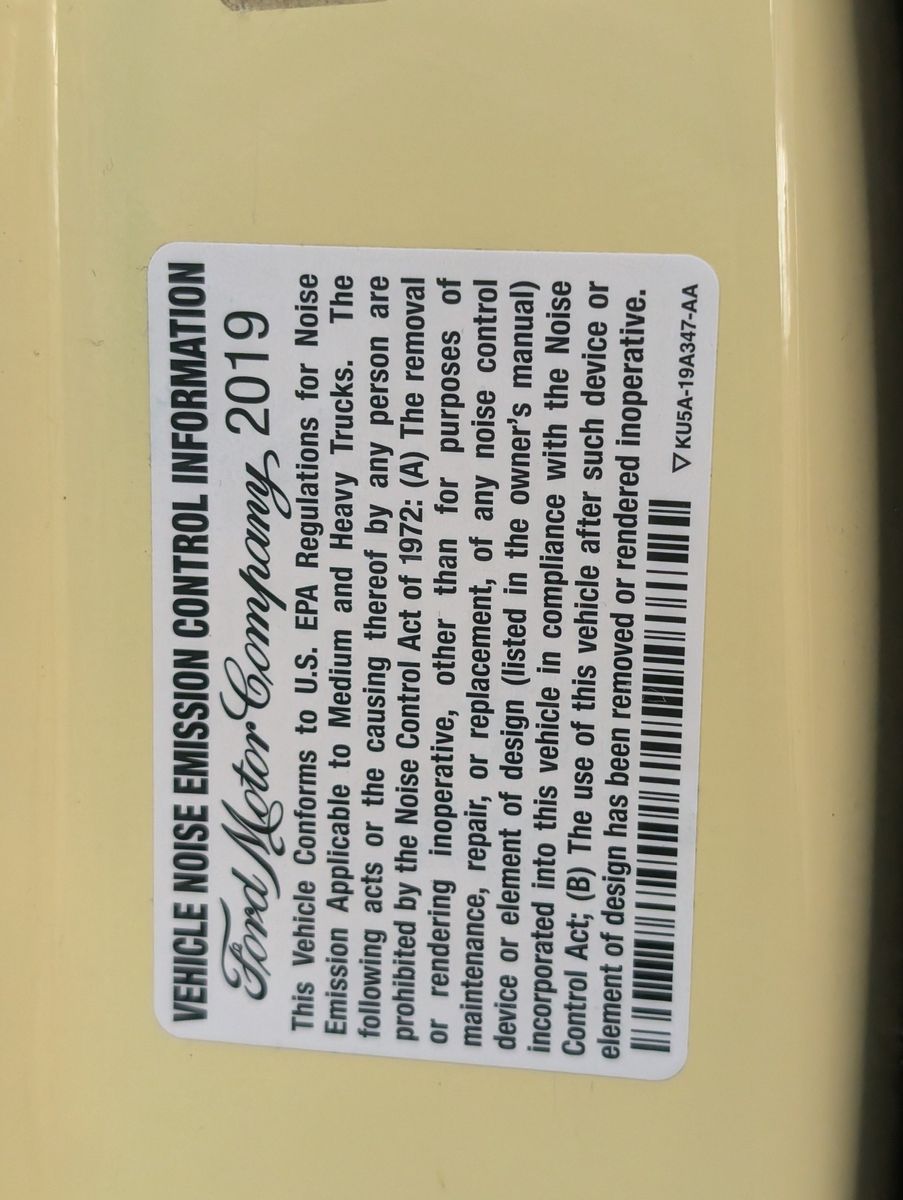 VEHICLE NOISE EMISSION CONTROL INFORMATION
Ford Motor Company 2019
This Vehicle Conforms to U.S. EPA Regulations for Noise
Emission Applicable to Medium and Heavy Trucks. The
following acts or the causing thereof by any person are
prohibited by the Noise Control Act of 1972: (A) The removal
or rendering inoperative, other than for purposes of
maintenance, repair, or replacement, of any noise control
device or element of design (listed in the owner's manual)
incorporated into this vehicle in compliance with the Noise
Control Act; (B) The use of this vehicle after such device or
element of design has been removed or rendered inoperative.
▽KU5A-19A347-AA